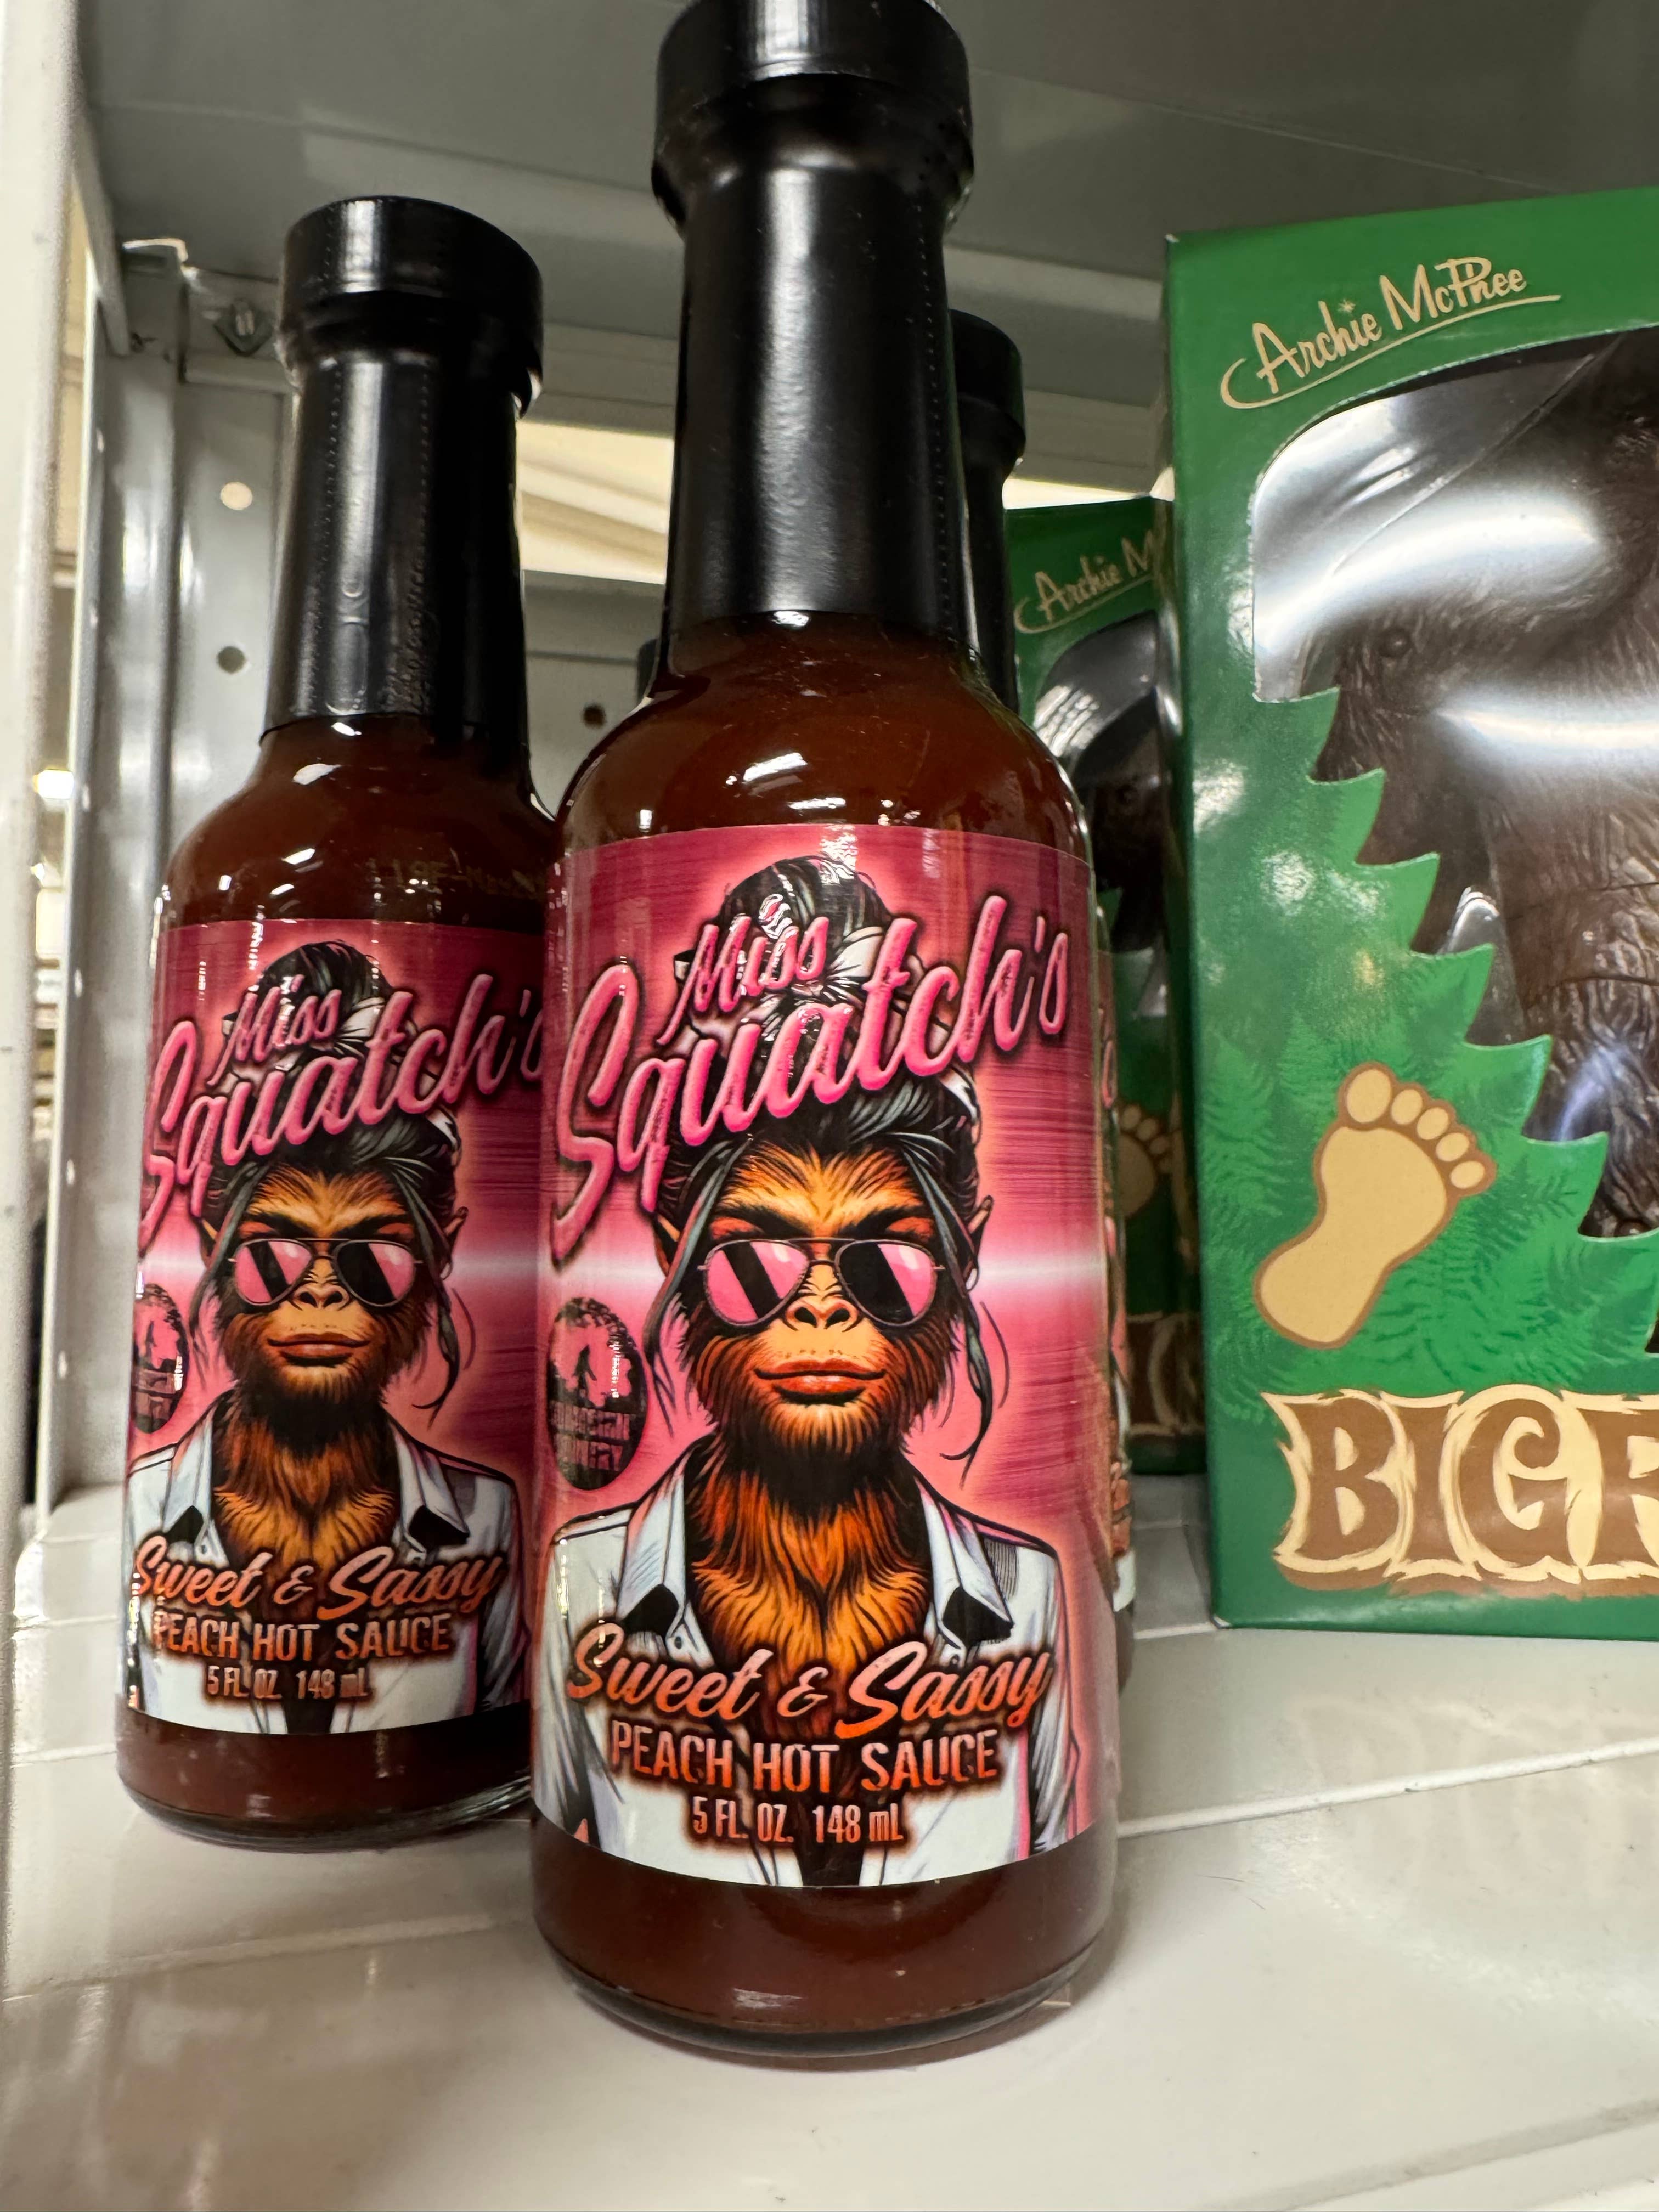 Miss
Squatch's
Sweet & Sassy
PEACH HOT SAUCE
5 FL. OZ. 148 mL
Miss
Squatch's
Sweet & Sassy
PEACH HOT SAUCE
5 FL. OZ. 148 mL
Archie McPhee
Archie M
BIGF